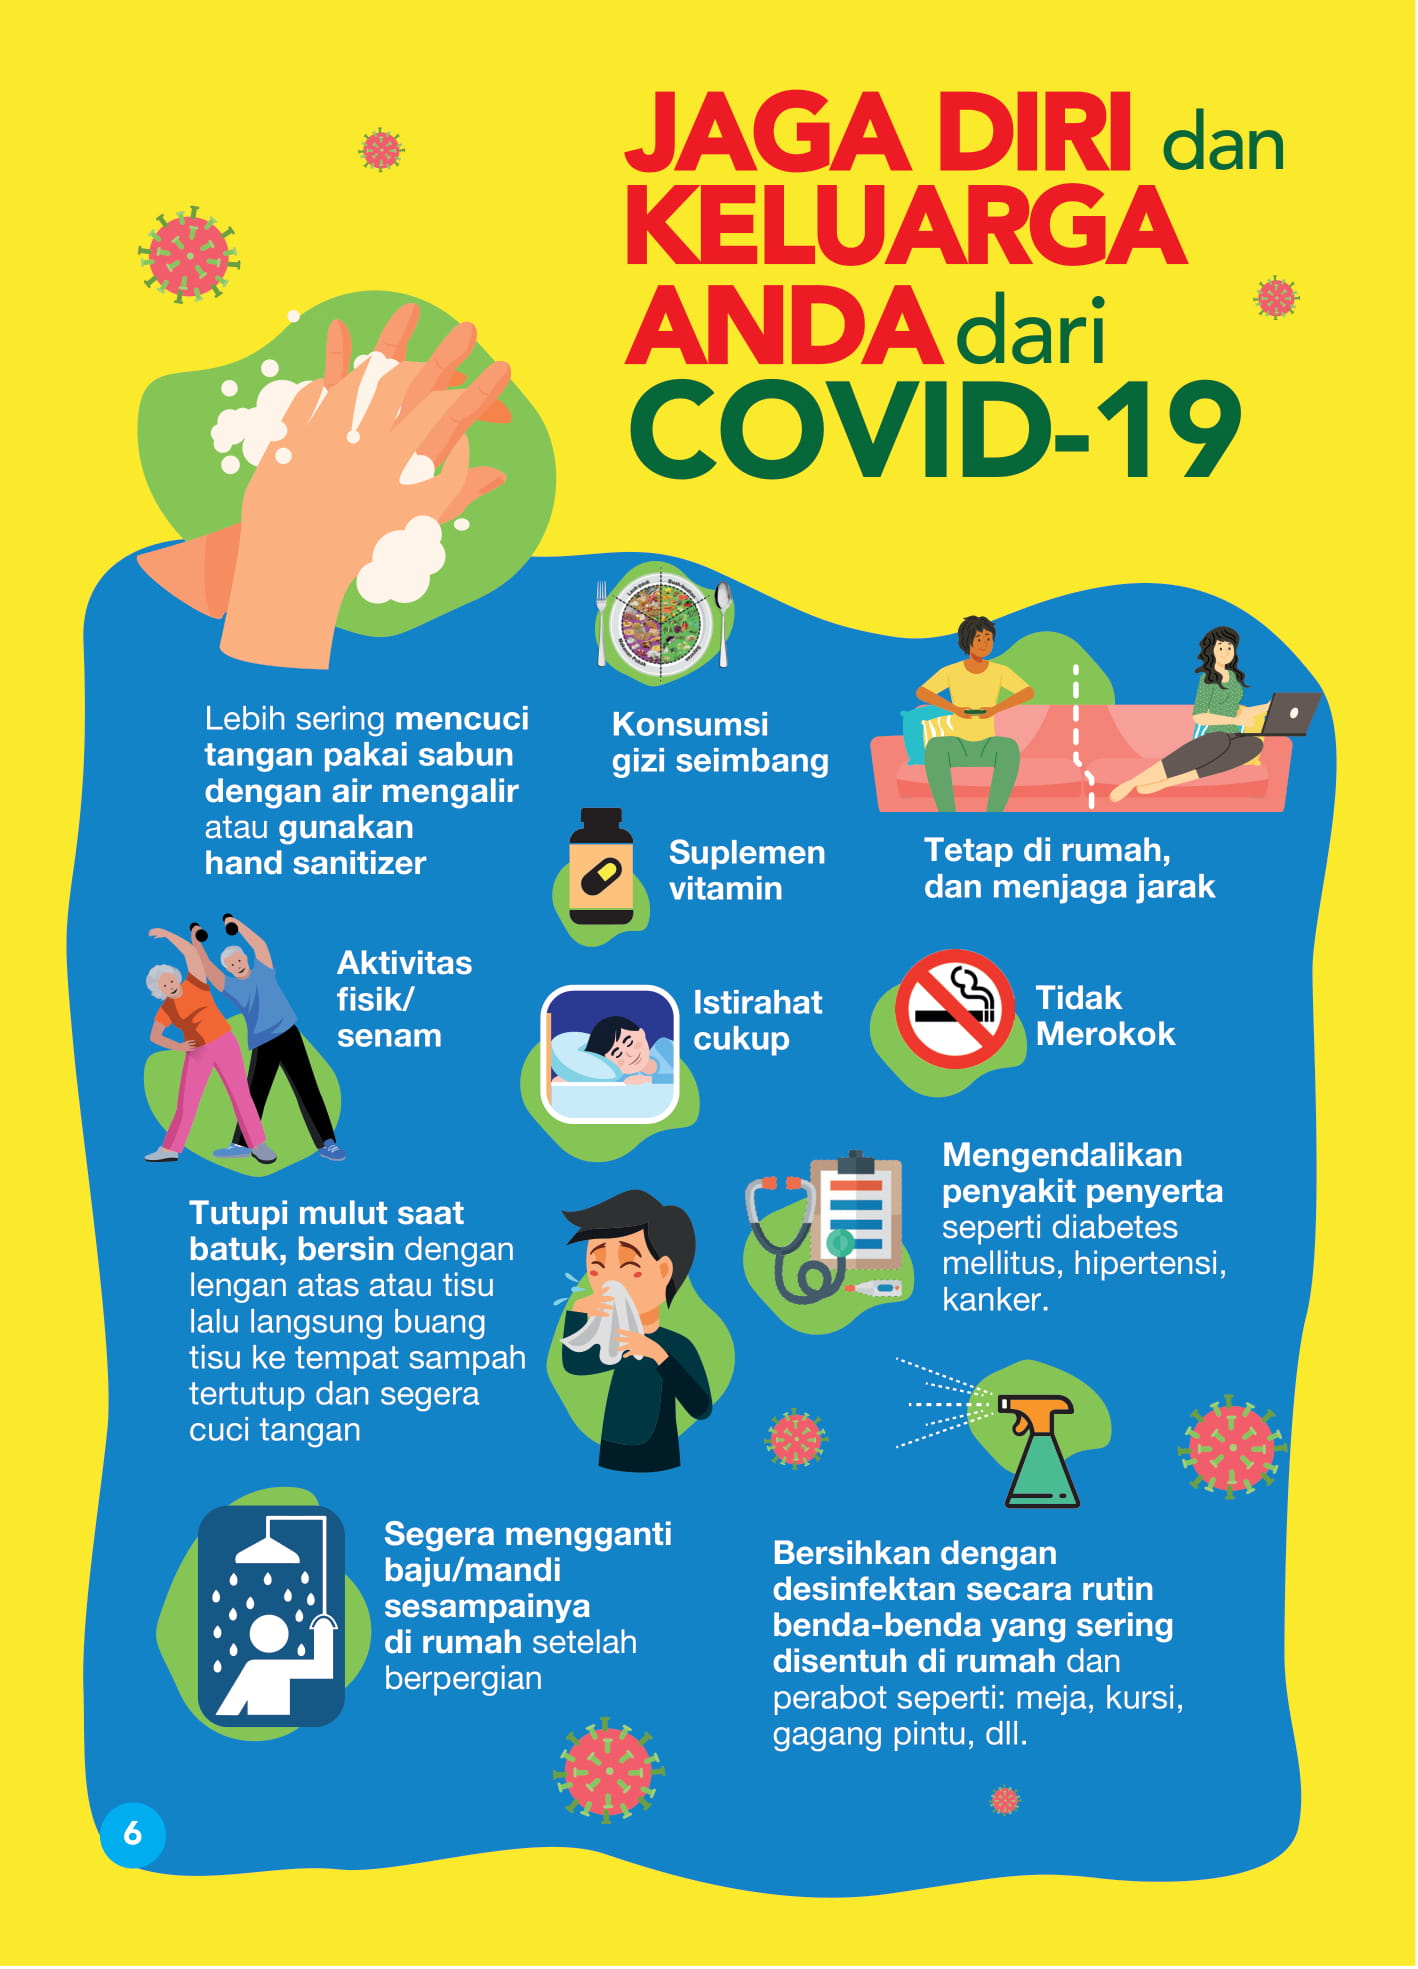 JAGA DIRI dan
KELUARGA
ANDA dari
COVID-19
Lebih sering mencuci
tangan pakai sabun
dengan air mengalir
atau gunakan
hand sanitizer
Konsumsi
gizi seimbang
Suplemen
vitamin
Tetap di rumah,
dan menjaga jarak
Aktivitas
fisik/
senam
Istirahat
cukup
Tidak
Merokok
Tutupi mulut saat
batuk, bersin dengan
lengan atas atau tisu
lalu langsung buang
tisu ke tempat sampah
tertutup dan segera
cuci tangan
Mengendalikan
penyakit penyerta
seperti diabetes
mellitus, hipertensi,
kanker.
Segera mengganti
baju/mandi
sesampainya
di rumah setelah
berpergian
Bersihkan dengan
desinfektan secara rutin
benda-benda yang sering
disentuh di rumah dan
perabot seperti: meja, kursi,
gagang pintu, dll.
6